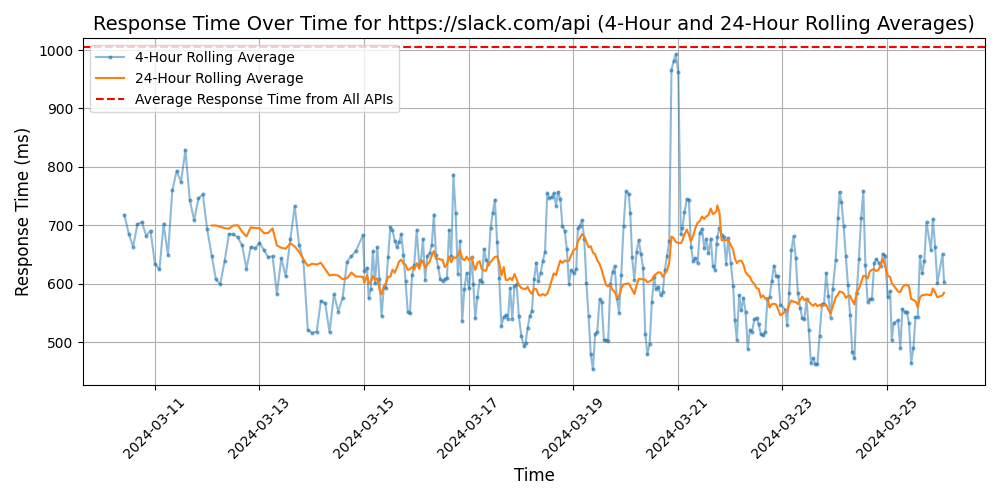 Response Time Over Time for https://slack.com/api (4-Hour and 24-Hour Rolling Averages)
4-Hour Rolling Average
24-Hour Rolling Average
Average Response Time from All APIs
Response Time (ms)
1000
900
800
700
600
500
2024-03-11
2024-03-13
2024-03-15
2024-03-17
2024-03-19
2024-03-21
2024-03-23
2024-03-25
Time